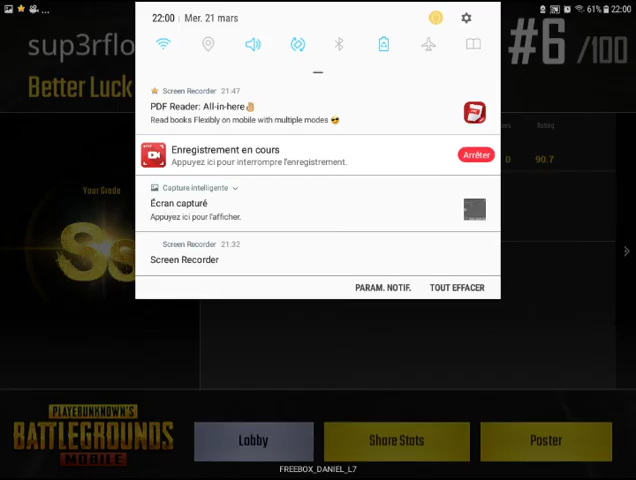 61% 22:00
22:00 | Mer. 21 mars
sup3rflo
#6 /100
Better Luck
Screen Recorder 21:47
PDF Reader: All-in-here
Read books Flexibly on mobile with multiple modes
Rating
0 90.7
Enregistrement en cours
Appuyez ici pour interrompre l'enregistrement.
Arrêter
Your Grade
SS
Capture intelligente
Écran capturé
Appuyez ici pour l'afficher.
Screen Recorder 21:32
Screen Recorder
PARAM. NOTIF. TOUT EFFACER
PLAYERUNKNOWN'S
BATTLEGROUNDS
MOBILE
Lobby
Share Stats
Poster
FREEBOX_DANIEL_L7